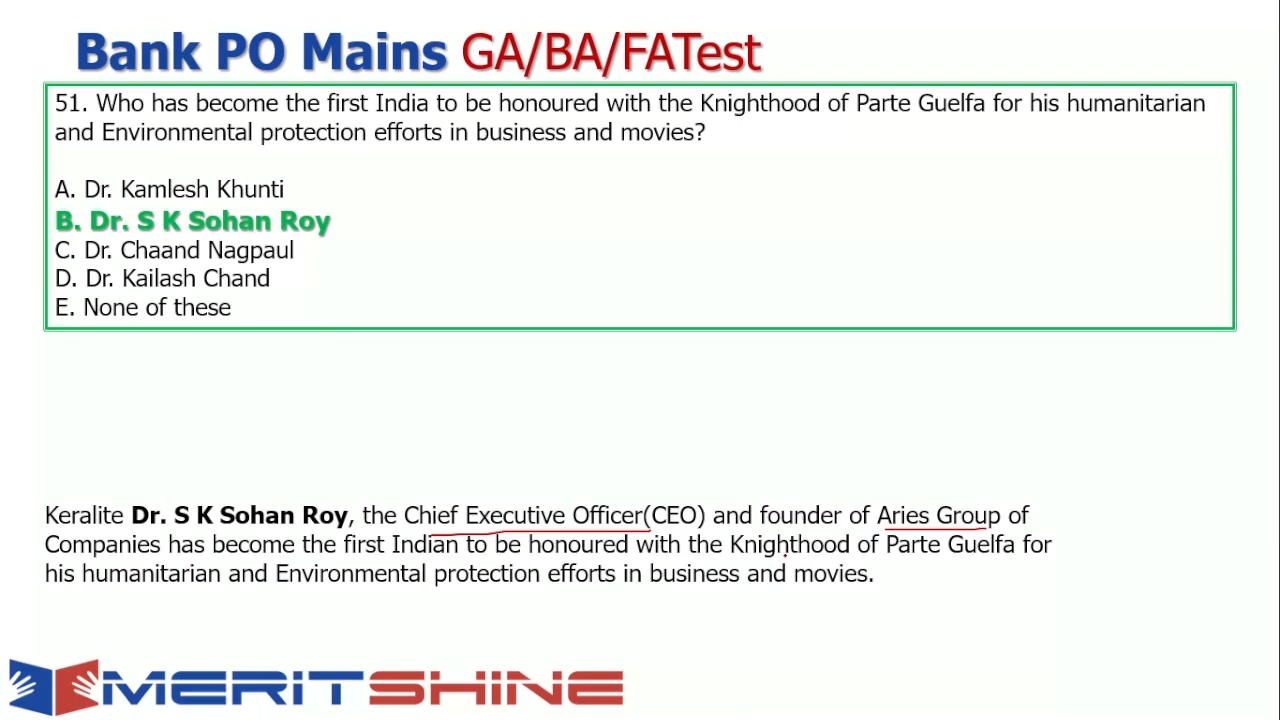 Bank PO Mains GA/BA/FATest
51. Who has become the first India to be honoured with the Knighthood of Parte Guelfa for his humanitarian
and Environmental protection efforts in business and movies?
A. Dr. Kamlesh Khunti
B. Dr. S K Sohan Roy
C. Dr. Chaand Nagpaul
D. Dr. Kailash Chand
E. None of these
Keralite Dr. S K Sohan Roy, the Chief Executive Officer(CEO) and founder of Aries Group of
Companies has become the first Indian to be honoured with the Knighthood of Parte Guelfa for
his humanitarian and Environmental protection efforts in business and movies.
MERITSHINE